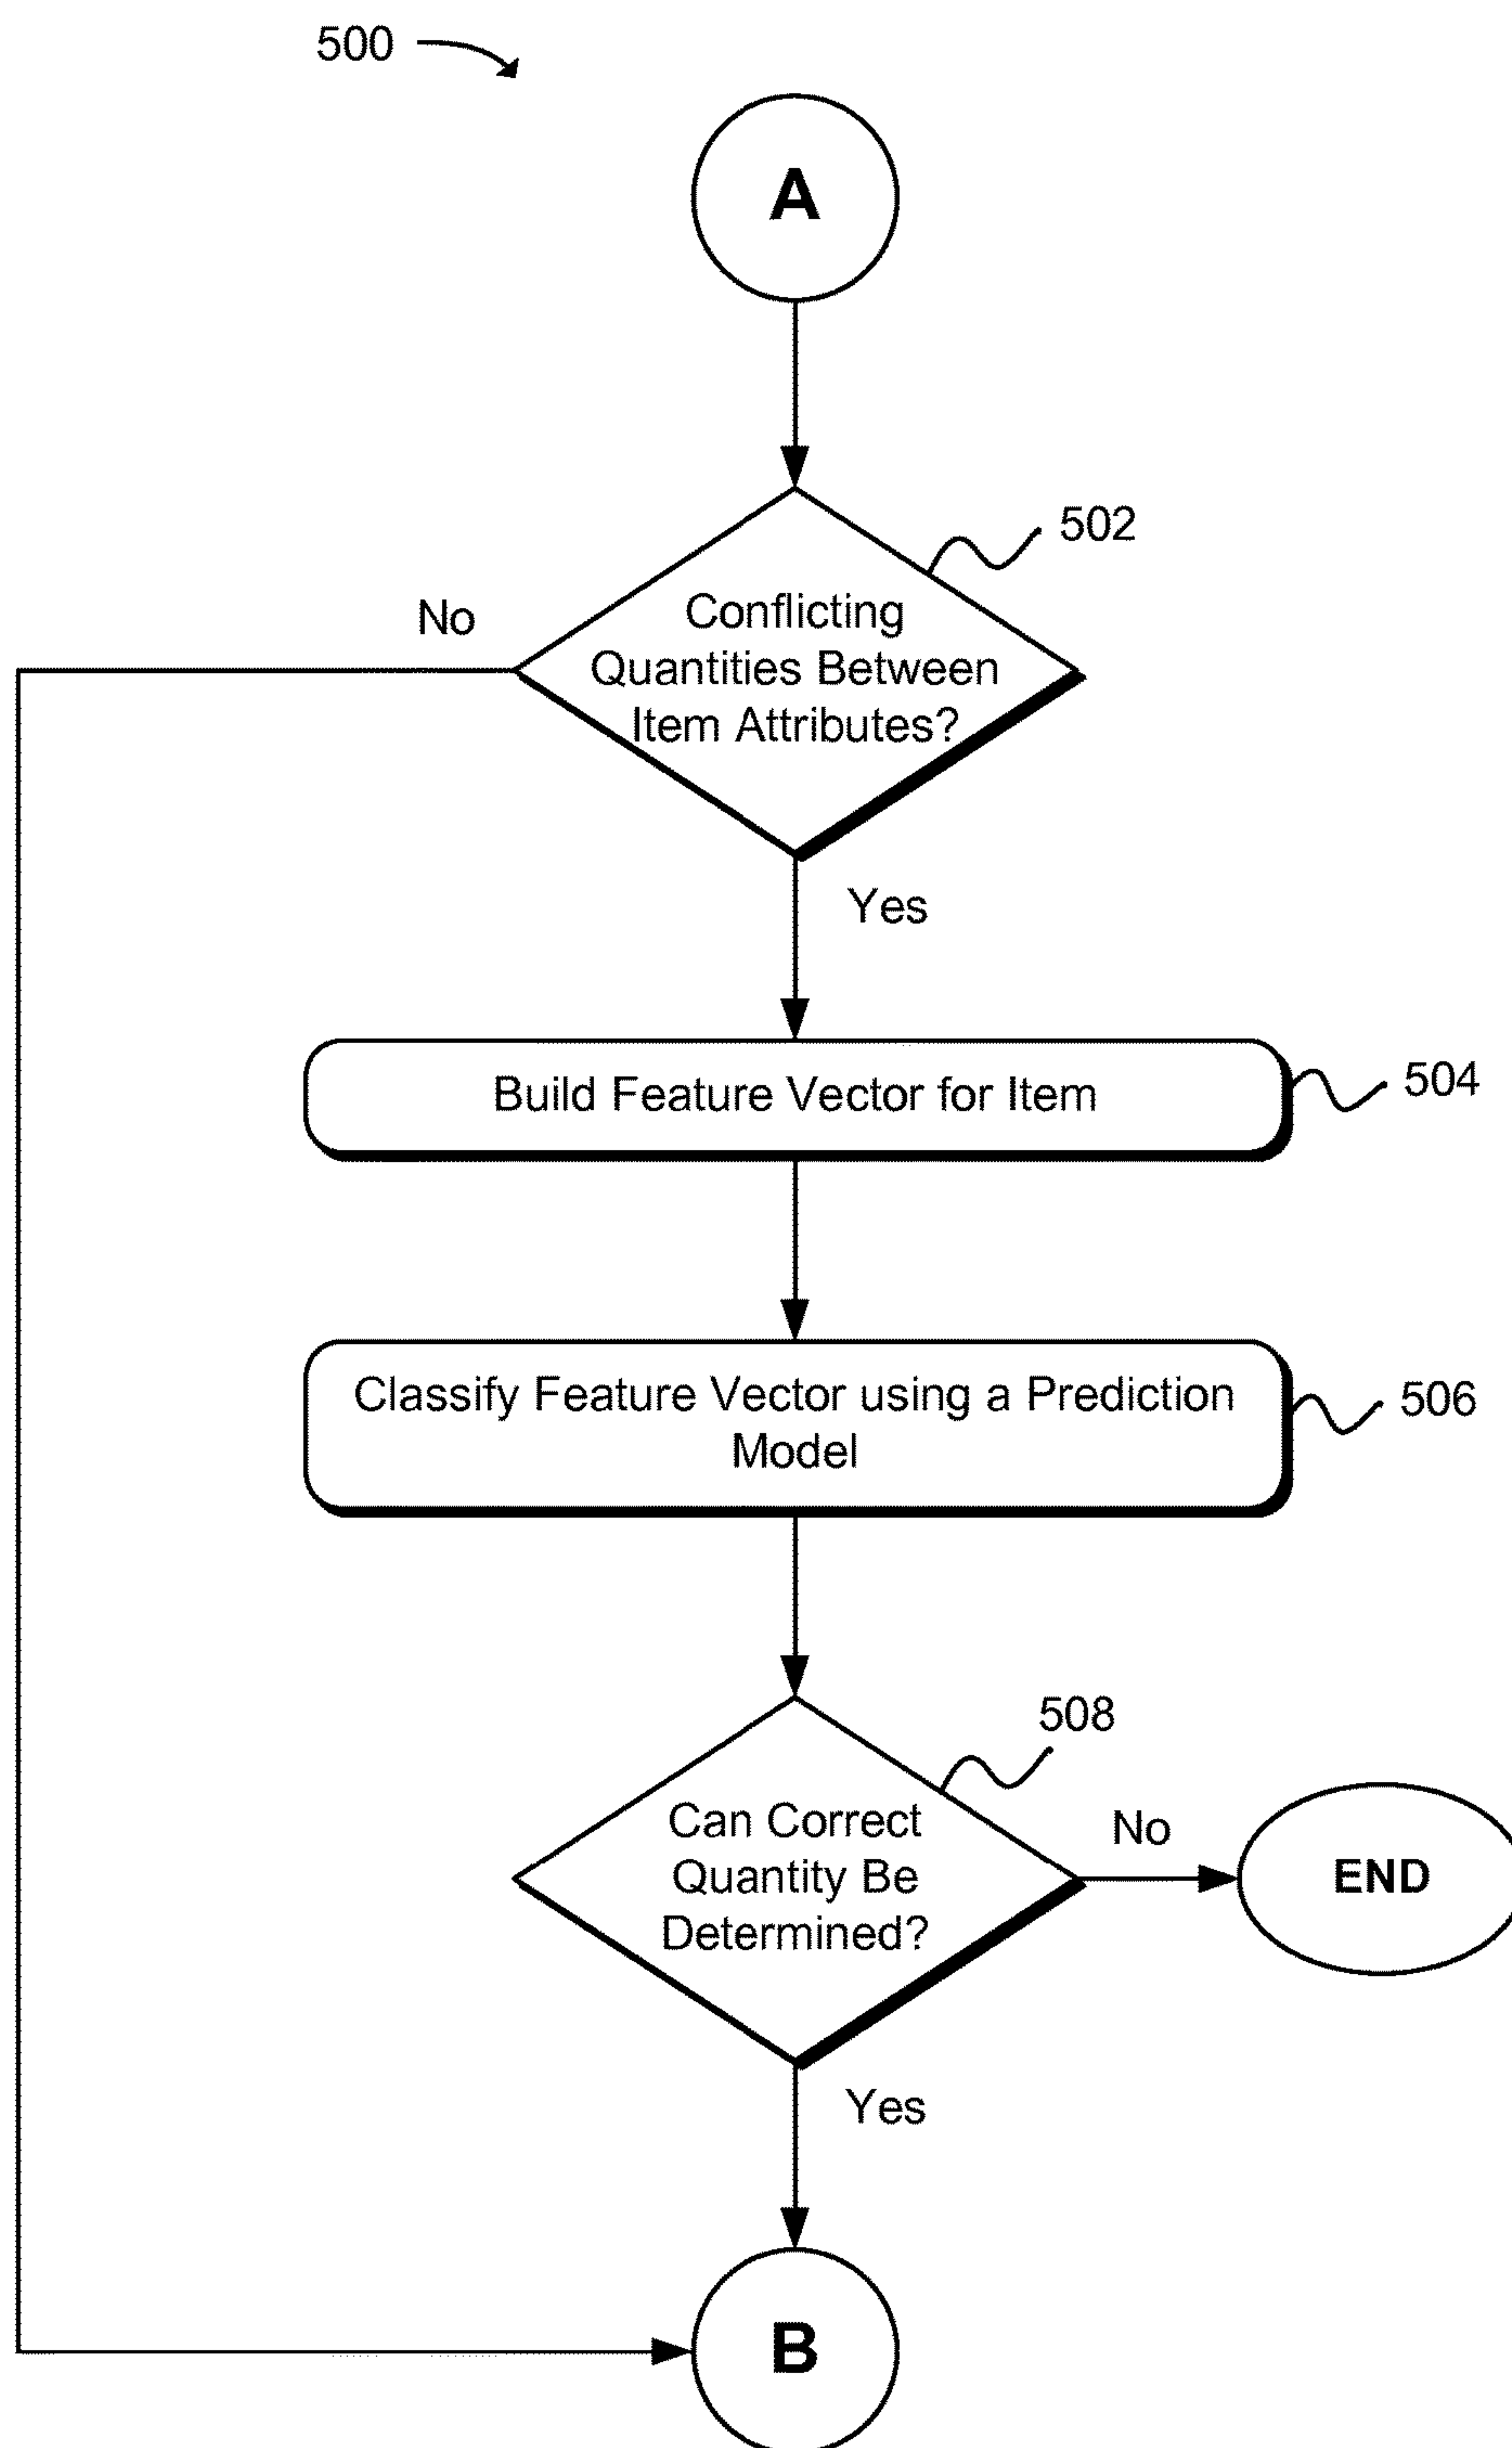 500
A
502
No
Conflicting
Quantities Between
Item Attributes?
Yes
Build Feature Vector for Item
504
Classify Feature Vector using a Prediction
Model
506
508
Can Correct
Quantity Be
Determined?
No
END
Yes
B